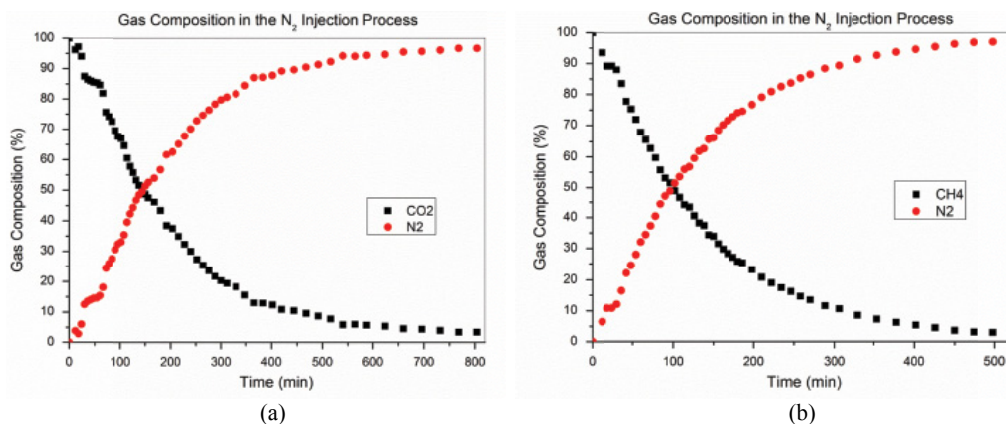 Gas Composition in the N₂ Injection Process
100
90
80
70
60
50
40
30
20
10
0
Gas Composition (%)
CO2
N2
0 100 200 300 400 500 600 700 800
Time (min)
(a)
Gas Composition in the N₂ Injection Process
100
90
80
70
60
50
40
30
20
10
0
Gas Composition (%)
CH4
N2
0 100 200 300 400 500
Time (min)
(b)